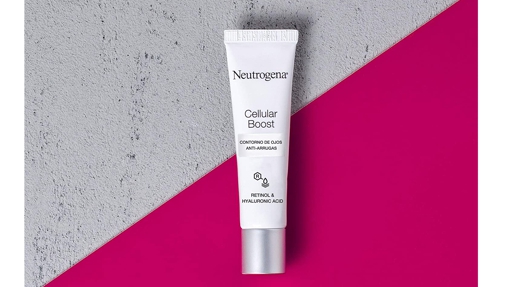 Neutrogena®
Cellular
Boost
CONTORNO DE OJOS
ANTI-ARRUGAS
RETINOL &
HYALURONIC ACID